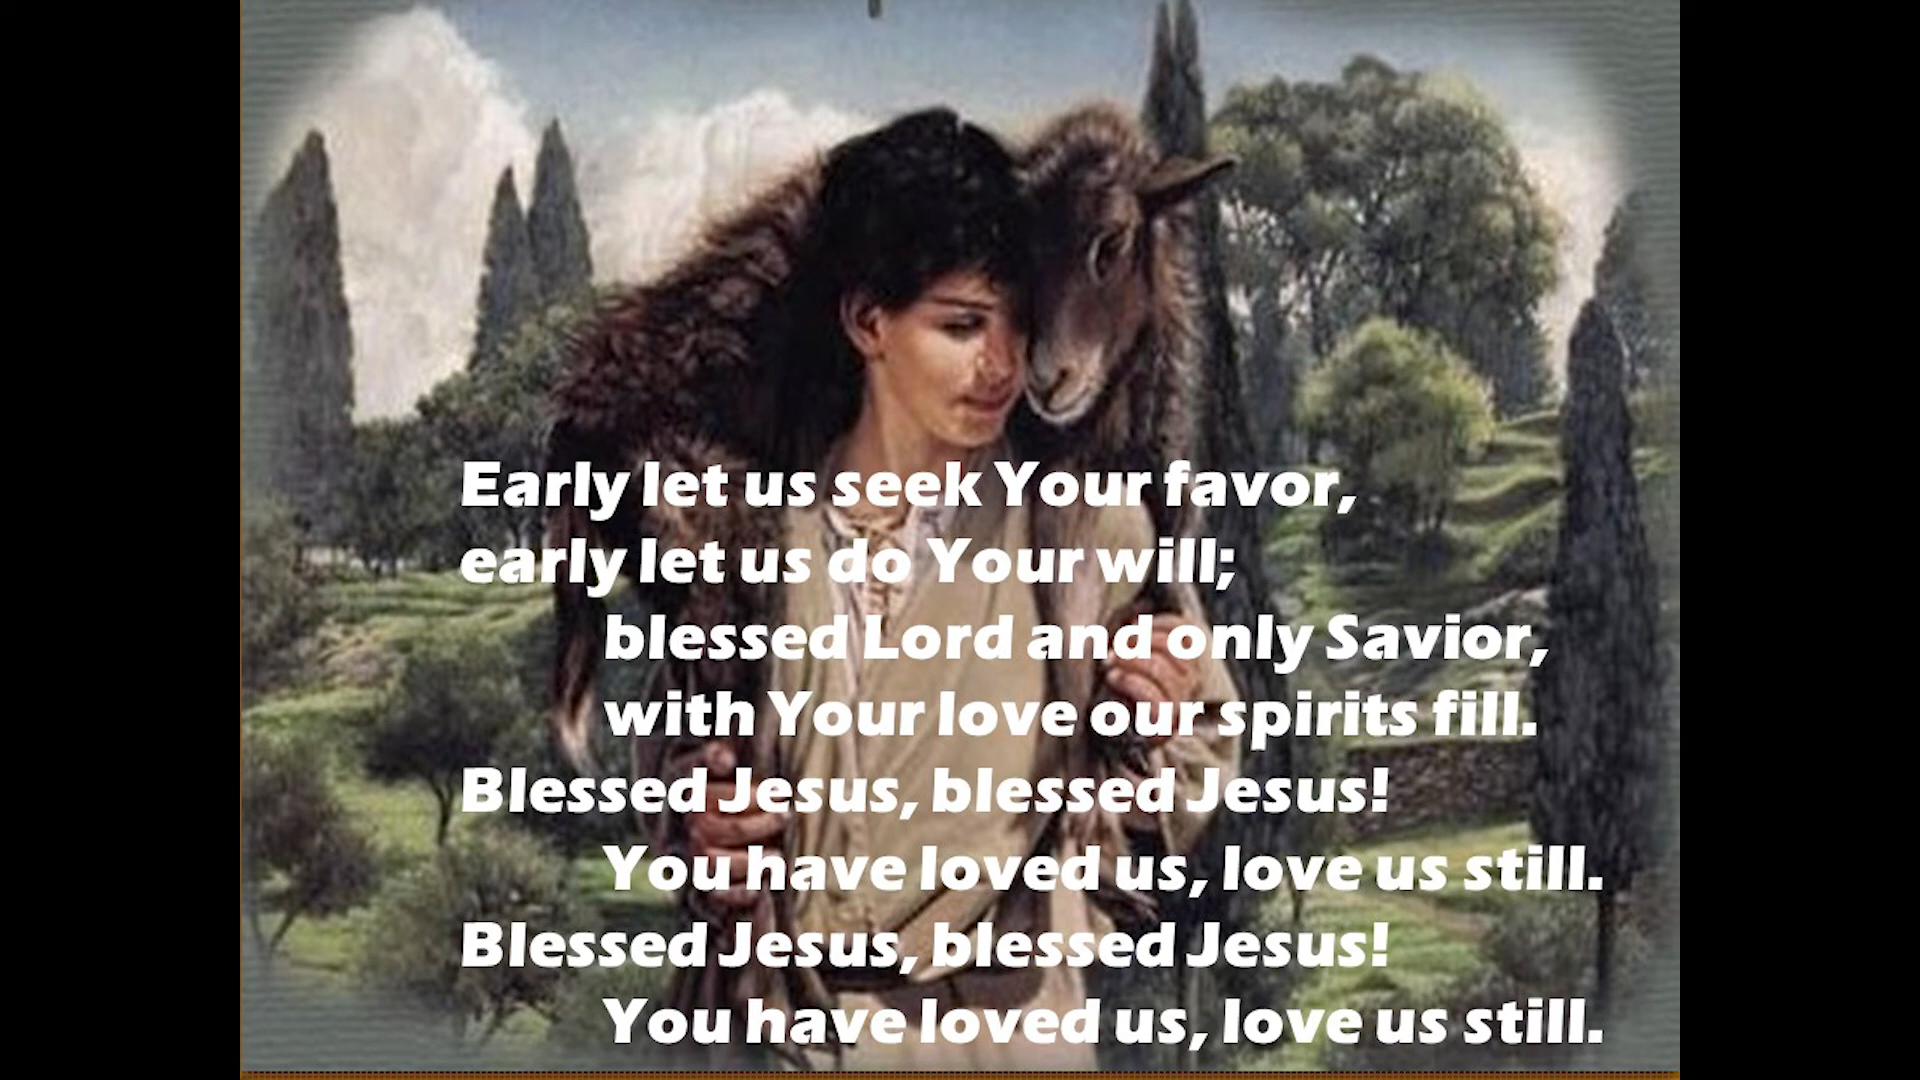 Early let us seek Your favor,
early let us do Your will;
blessed Lord and only Savior,
with Your love our spirits fill.
Blessed Jesus, blessed Jesus!
You have loved us, love us still.
Blessed Jesus, blessed Jesus!
You have loved us, love us still.